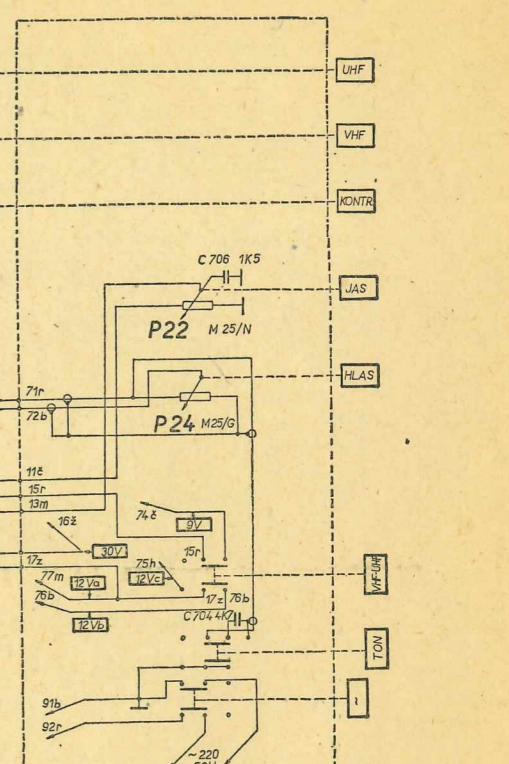 UHF
VHF
KONTR.
C 706 1K5
JAS
P22 M 25/N
HLAS
71r
72b
P24 M25/G
11č
15r
13m
74č
9V
16ž
30V
15r
17z
75h
77m
12Va
12Vc
76b
17z 76b
12Vb
C 704 4K7
VHF-UHF
TON
~
91b
92r
~220